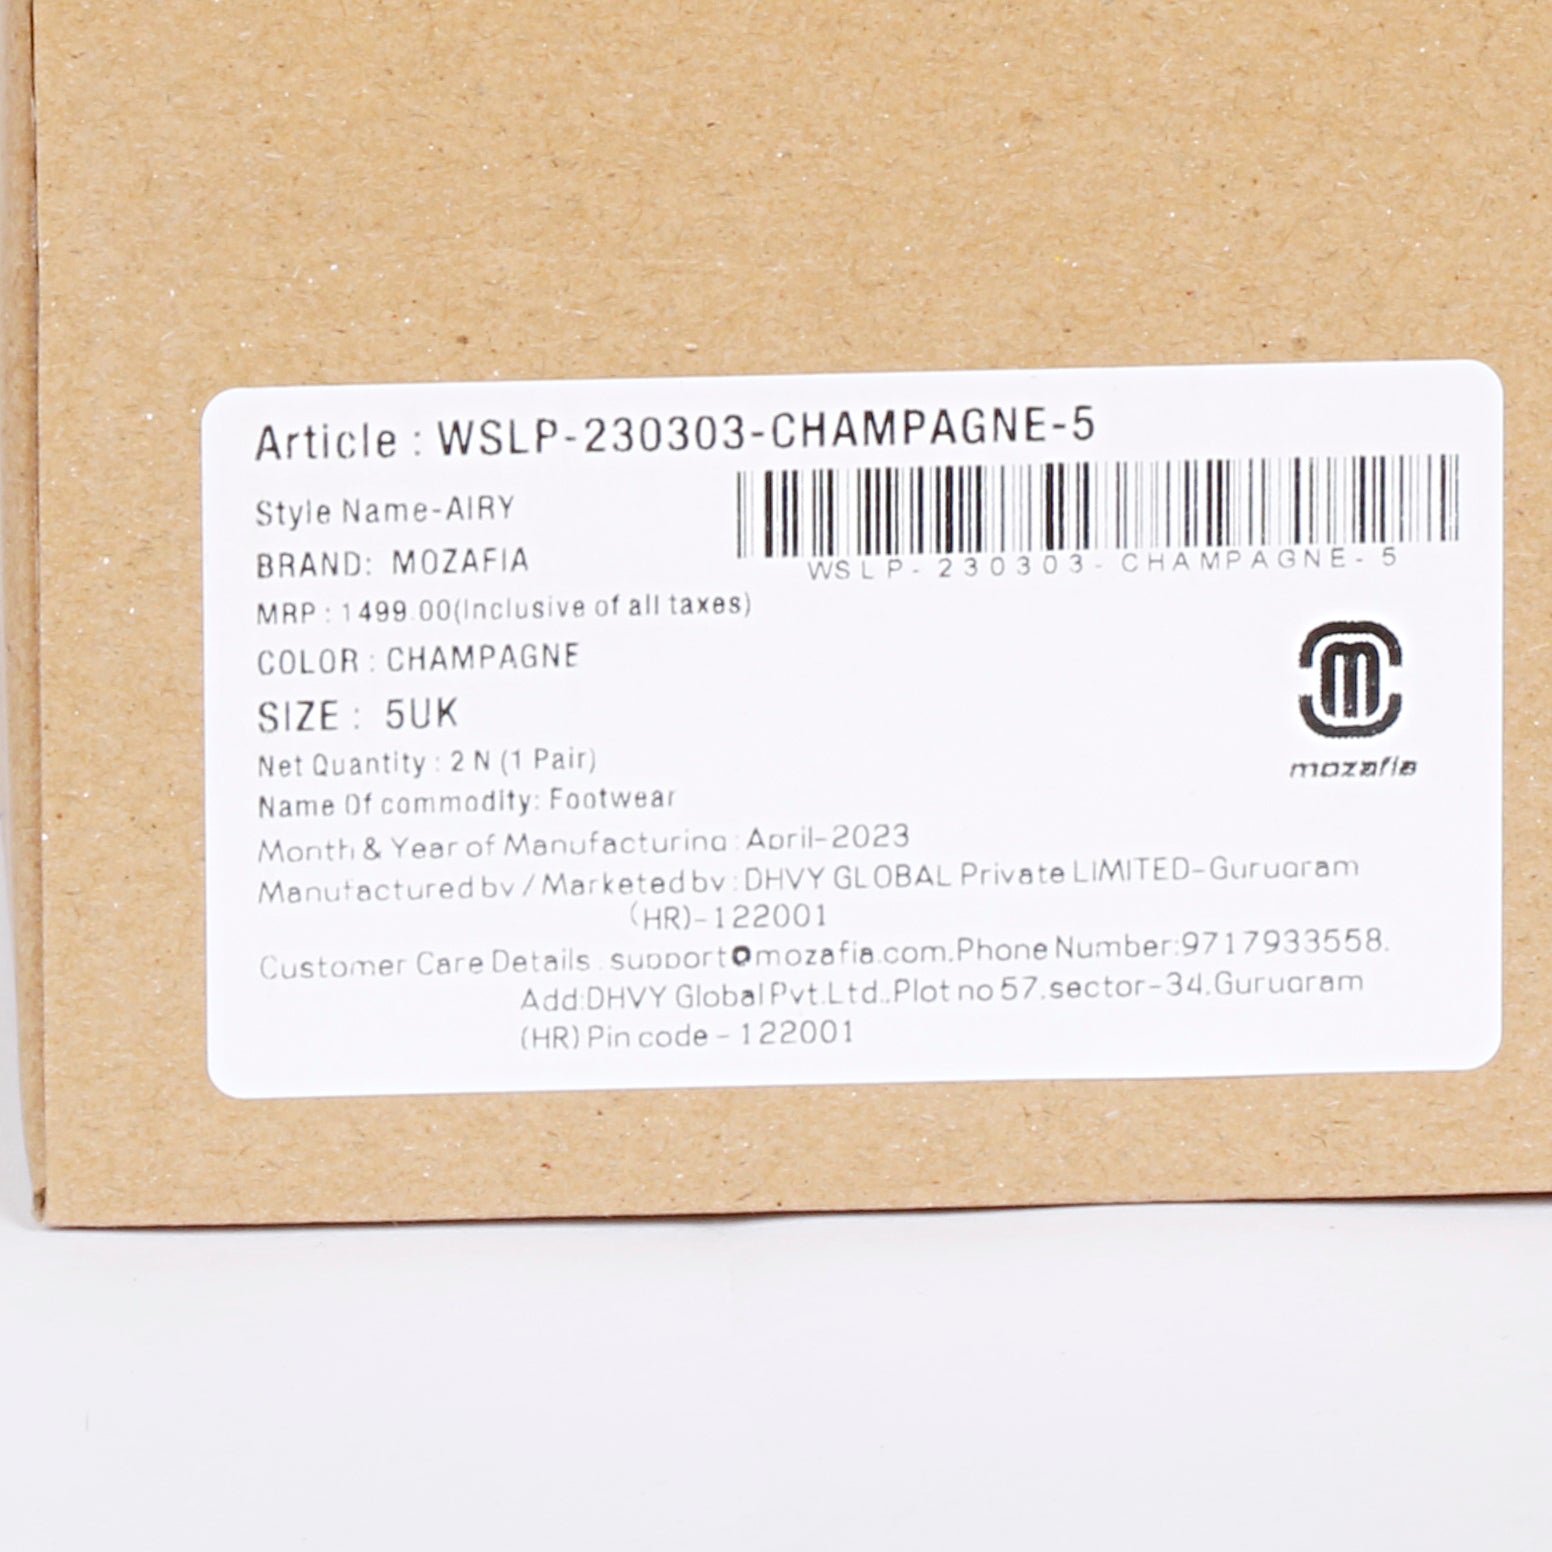 Article : WSLP-230303-CHAMPAGNE-5
Style Name-AIRY
BRAND: MOZAFIA
WSLP-230303-CHAMPAGNE-5
MRP : 1499.00(Inclusive of all taxes)
COLOR : CHAMPAGNE
SIZE : 5UK
mozafia
Net Quantity : 2 N (1 Pair)
Name Of commodity: Footwear
Month & Year of Manufacturing : April-2023
Manufactured by / Marketed by : DHVY GLOBAL Private LIMITED-Gurugram
(HR)-122001
Customer Care Details : support@mozafia.com.Phone Number:9717933558.
Add:DHVY Global Pvt.Ltd.,Plot no 57,sector-34,Gurugram
(HR) Pin code - 122001